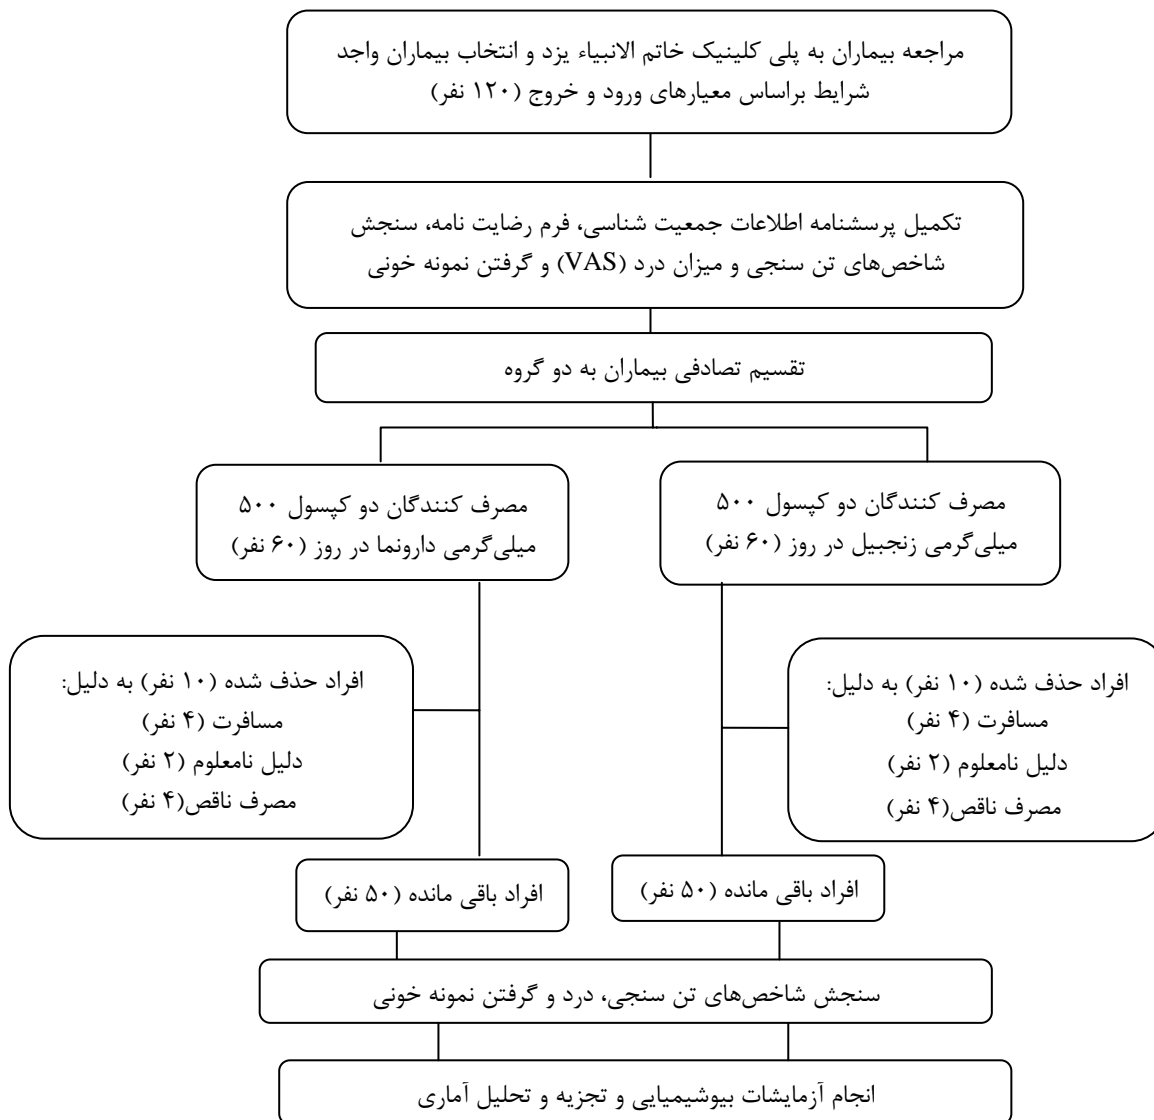 مراجعه بیماران به پلی کلینیک خاتم الانبیاء یزد و انتخاب بیماران واجد
شرایط براساس معیارهای ورود و خروج (۱۲۰ نفر)
تکمیل پرسشنامه اطلاعات جمعیت شناسی، فرم رضایت نامه، سنجش
شاخص‌های تن سنجی و میزان درد (VAS) و گرفتن نمونه خونی
تقسیم تصادفی بیماران به دو گروه
مصرف کنندگان دو کپسول ۵۰۰
میلی‌گرمی زنجبیل در روز (۶۰ نفر)
مصرف کنندگان دو کپسول ۵۰۰
میلی‌گرمی دارونما در روز (۶۰ نفر)
افراد حذف شده (۱۰ نفر) به دلیل:
مسافرت (۴ نفر)
دلیل نامعلوم (۲ نفر)
مصرف ناقص(۴ نفر)
افراد حذف شده (۱۰ نفر) به دلیل:
مسافرت (۴ نفر)
دلیل نامعلوم (۲ نفر)
مصرف ناقص(۴ نفر)
افراد باقی مانده (۵۰ نفر)
افراد باقی مانده (۵۰ نفر)
سنجش شاخص‌های تن سنجی، درد و گرفتن نمونه خونی
انجام آزمایشات بیوشیمیایی و تجزیه و تحلیل آماری